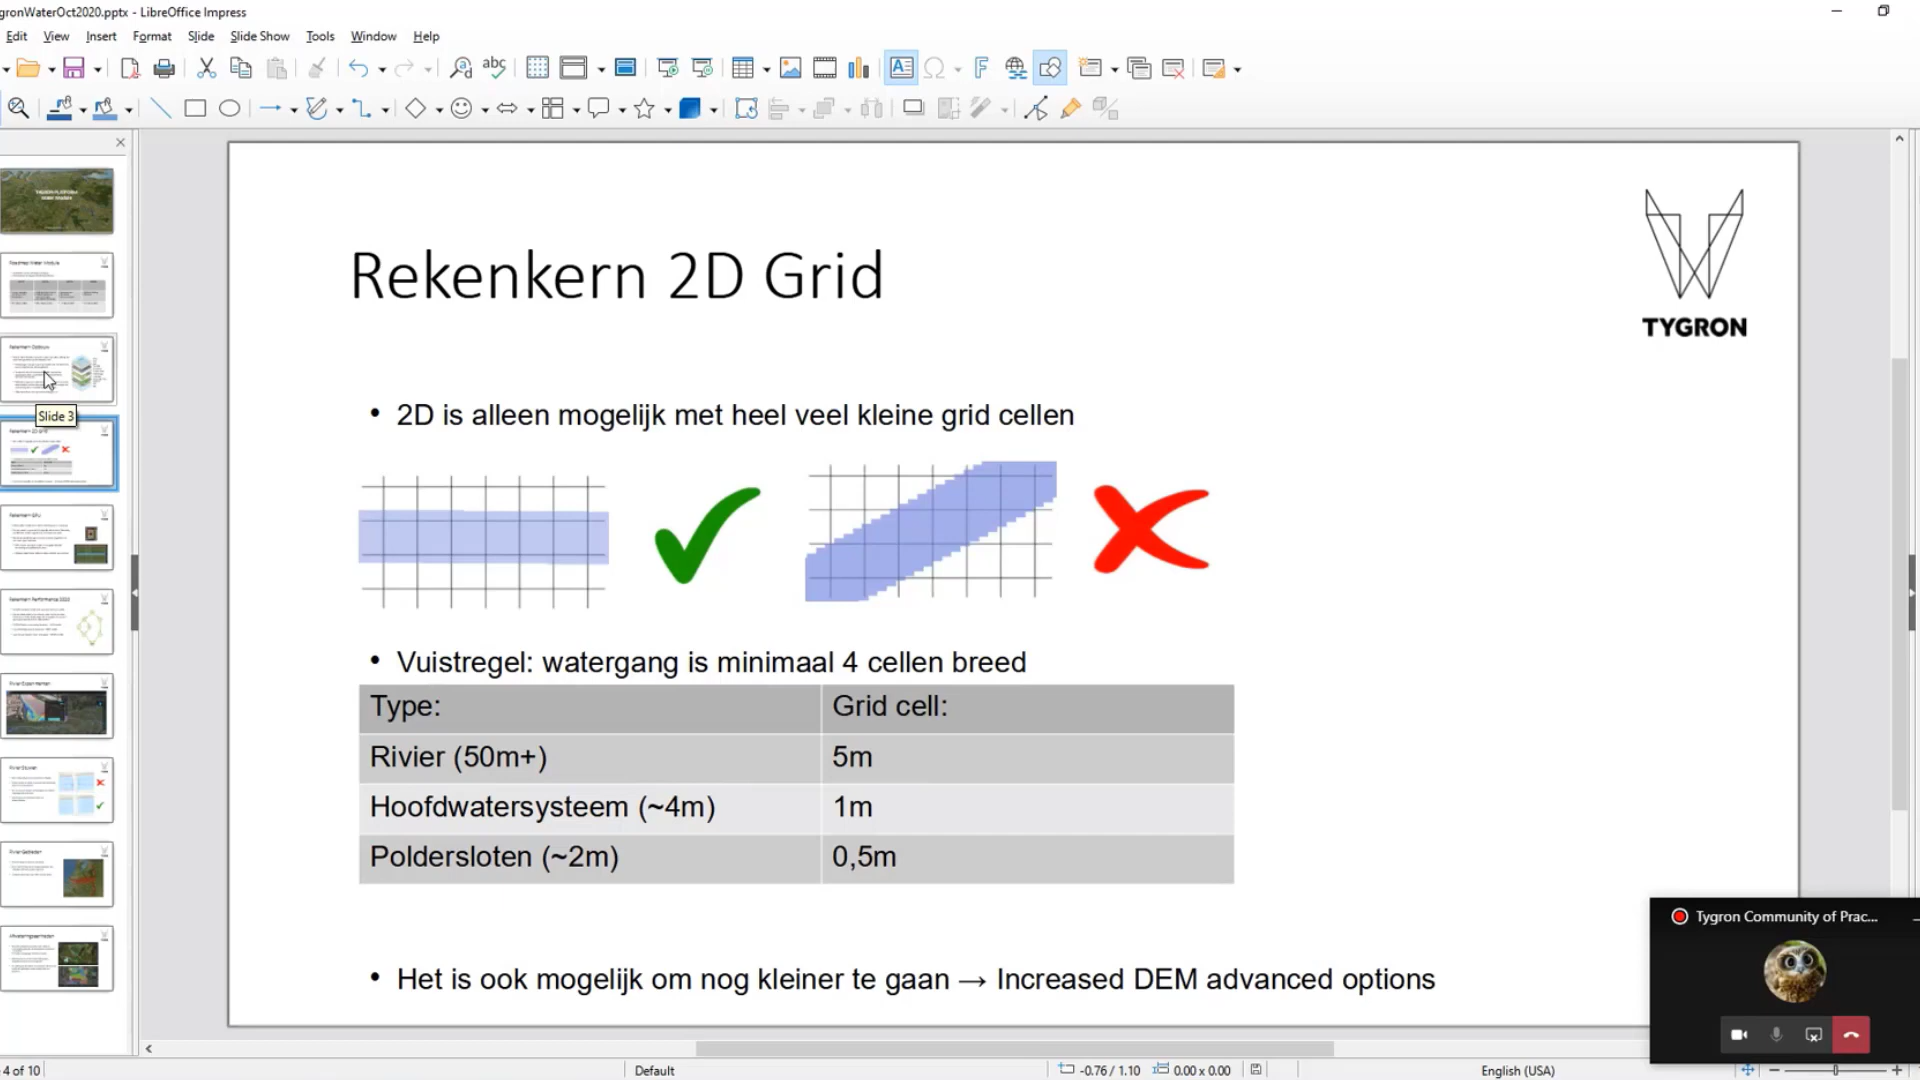 gronWaterOct2020.pptx - LibreOffice Impress
Edit View Insert Format Slide Slide Show Tools Window Help
Slide 3
TYGRON
Rekenkern 2D Grid
• 2D is alleen mogelijk met heel veel kleine grid cellen
• Vuistregel: watergang is minimaal 4 cellen breed
Type: Grid cell:
Rivier (50m+) 5m
Hoofdwatersysteem (~4m) 1m
Poldersloten (~2m) 0,5m
• Het is ook mogelijk om nog kleiner te gaan → Increased DEM advanced options
Tygron Community of Prac...
4 of 10 Default -0.76 / 1.10 0.00 x 0.00 English (USA)